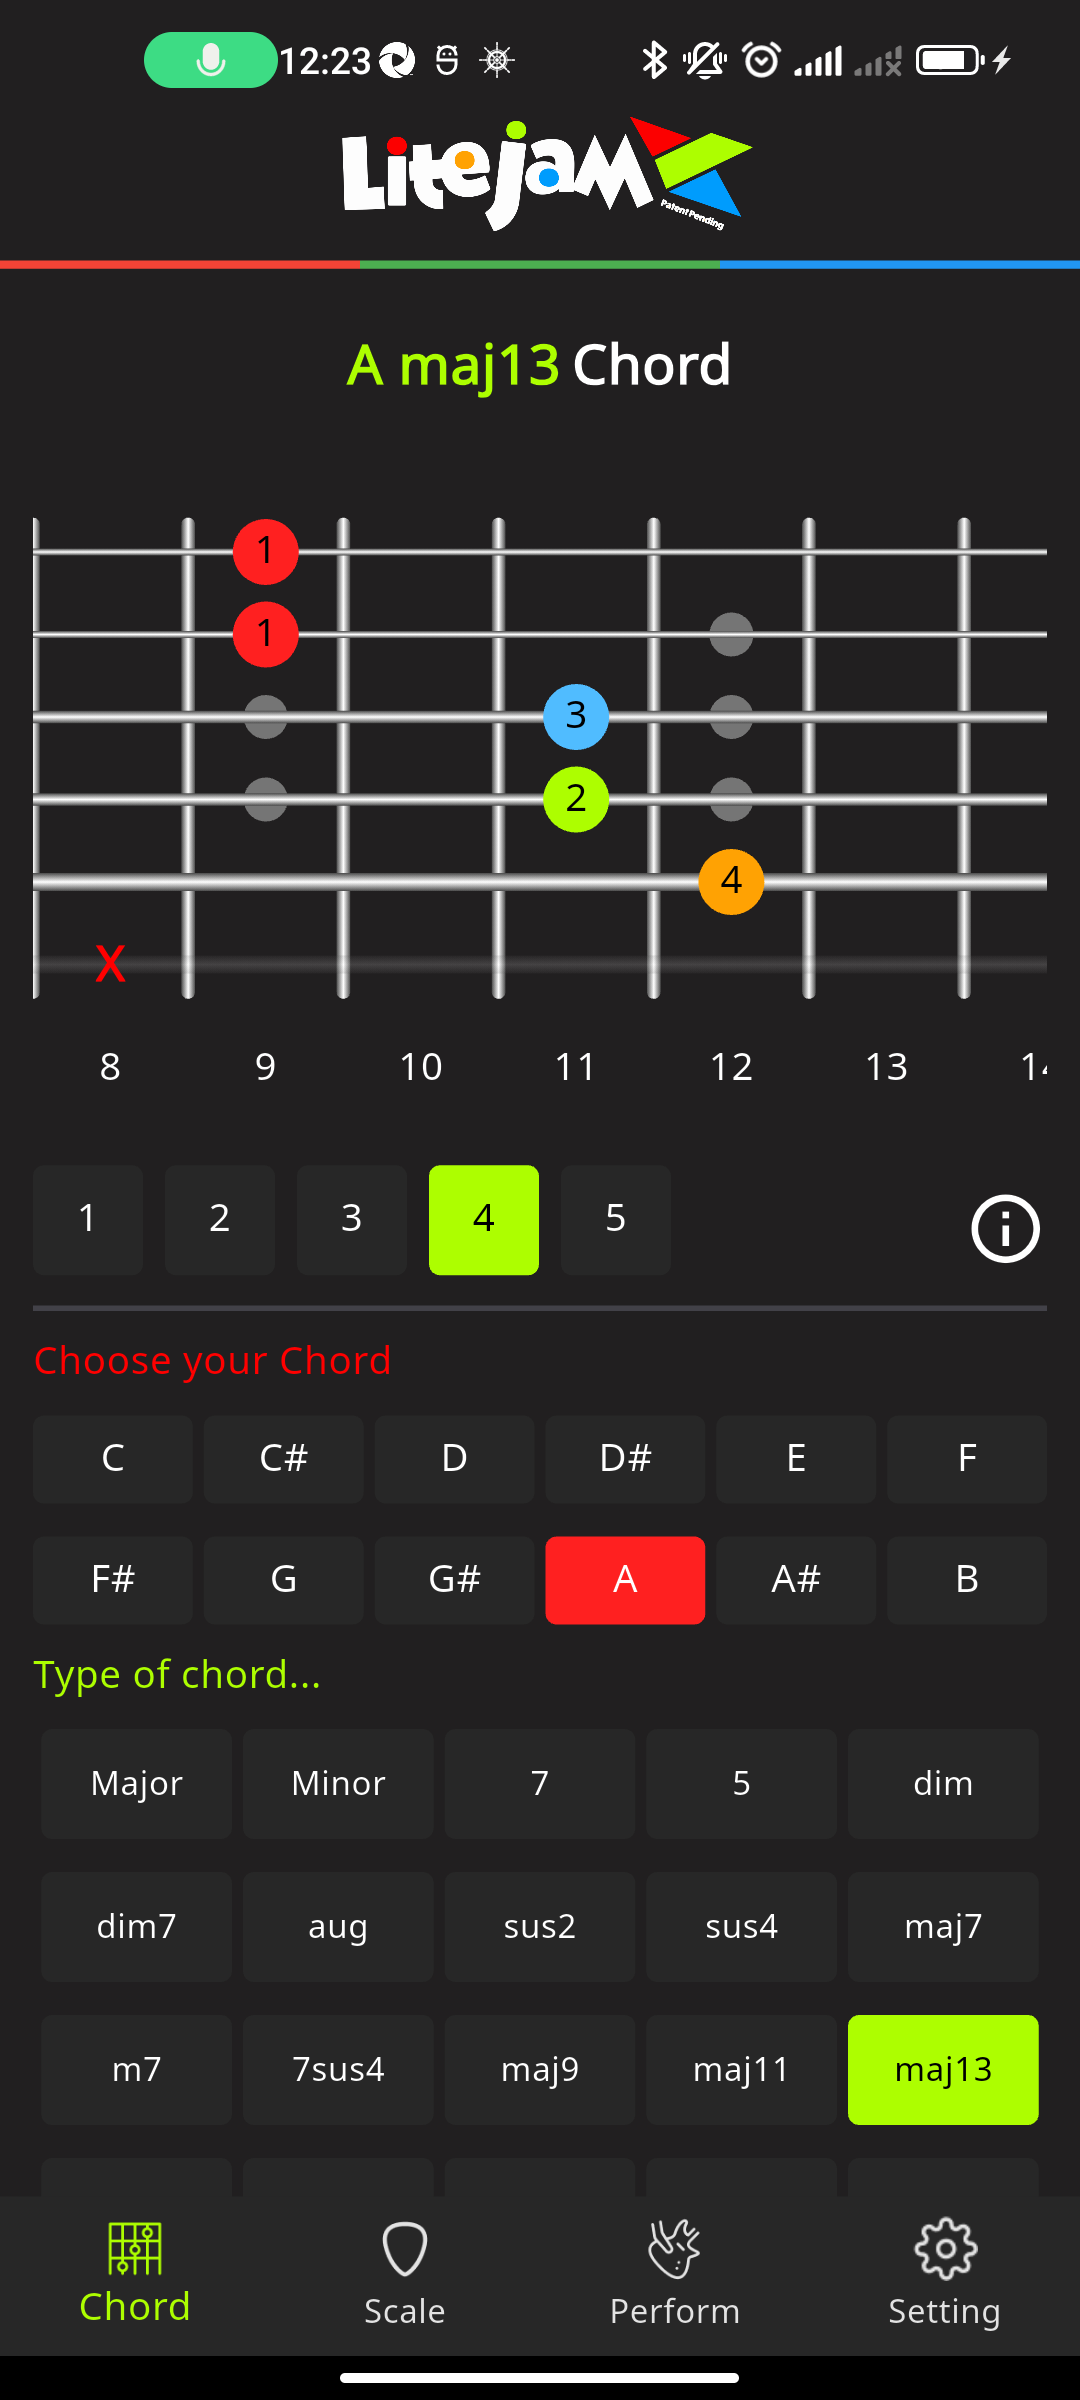 12:23
Litejam
Patent Pending
A maj13 Chord
1
1
3
2
4
X
8 9 10 11 12 13
1 2 3 4 5
Choose your Chord
C C# D D# E F
F# G G# A A# B
Type of chord...
Major Minor 7 5 dim
dim7 aug sus2 sus4 maj7
m7 7sus4 maj9 maj11 maj13
Chord Scale Perform Setting